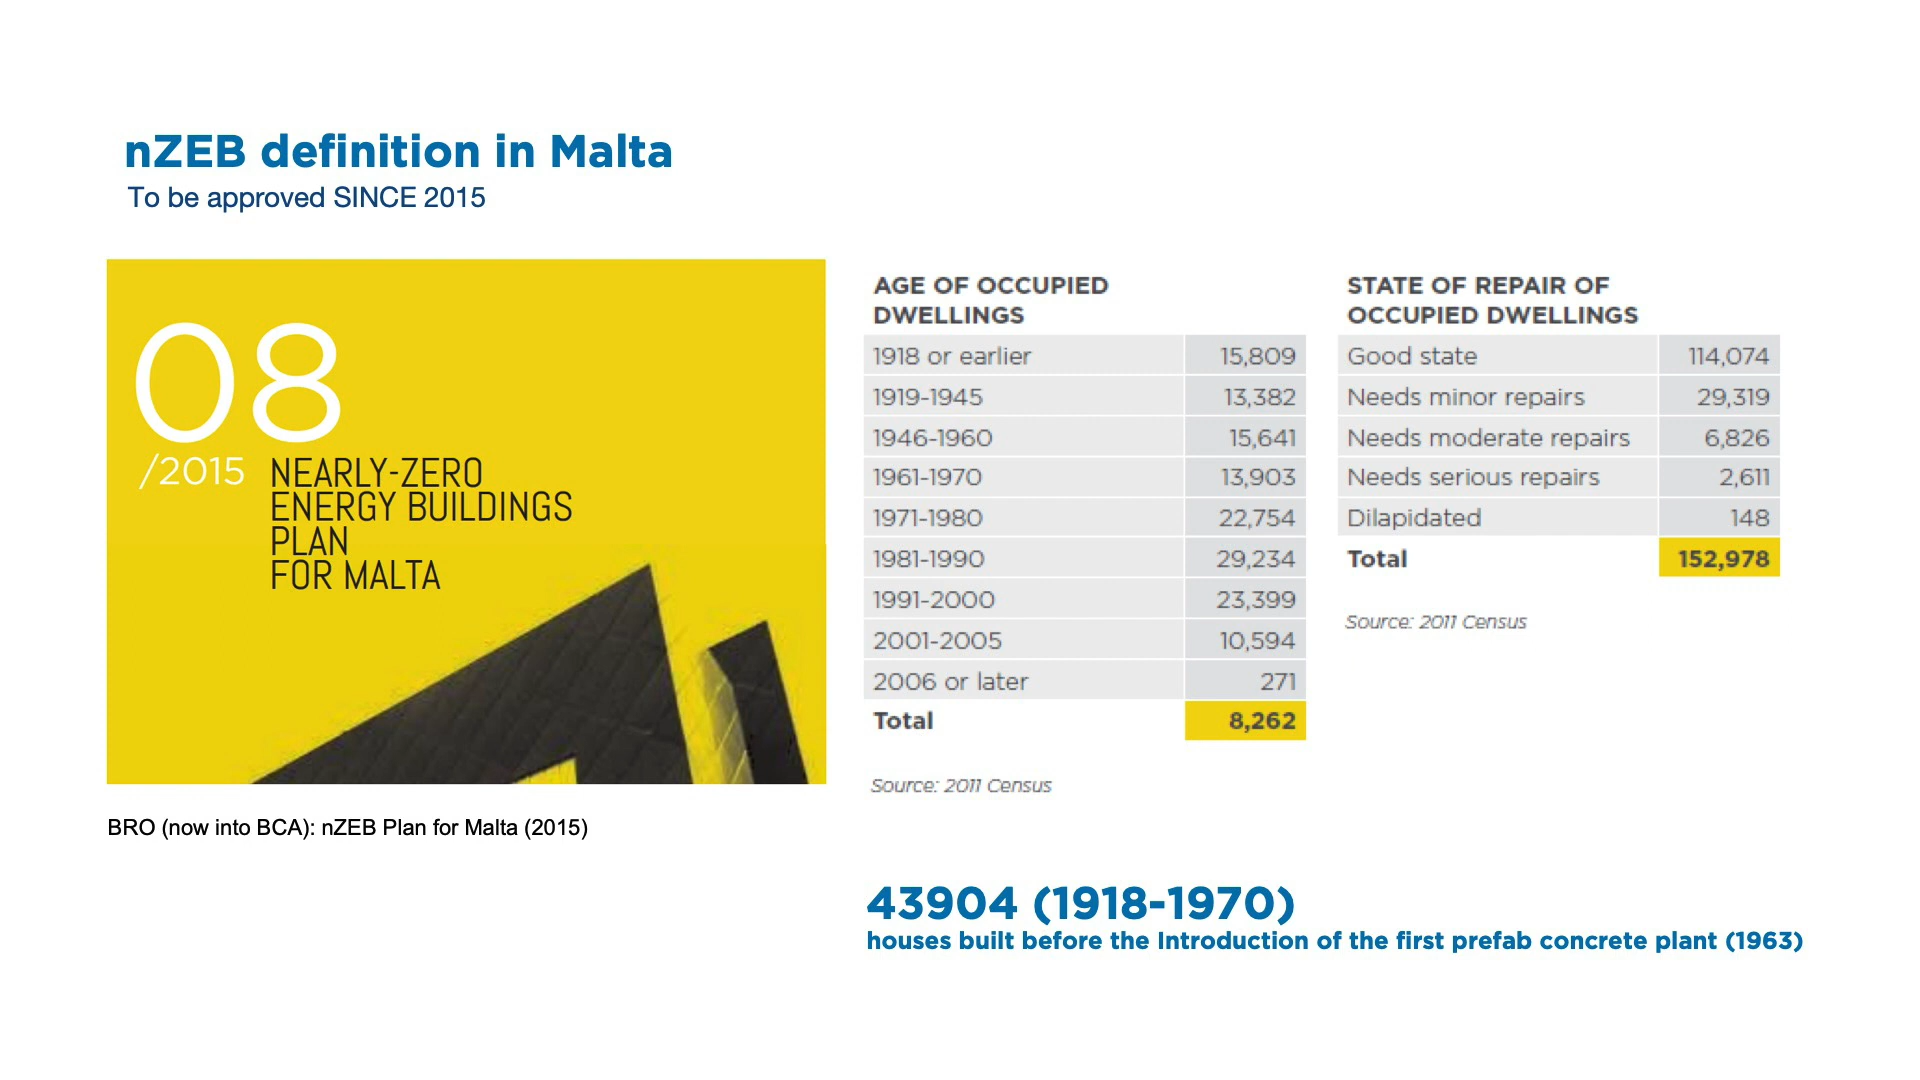 nZEB definition in Malta
To be approved SINCE 2015
08
/2015 NEARLY-ZERO
ENERGY BUILDINGS
PLAN
FOR MALTA
BRO (now into BCA): nZEB Plan for Malta (2015)
AGE OF OCCUPIED
DWELLINGS
1918 or earlier 15,809
1919-1945 13,382
1946-1960 15,641
1961-1970 13,903
1971-1980 22,754
1981-1990 29,234
1991-2000 23,399
2001-2005 10,594
2006 or later 271
Total 8,262
Source: 2011 Census
STATE OF REPAIR OF
OCCUPIED DWELLINGS
Good state 114,074
Needs minor repairs 29,319
Needs moderate repairs 6,826
Needs serious repairs 2,611
Dilapidated 148
Total 152,978
Source: 2011 Census
43904 (1918-1970)
houses built before the Introduction of the first prefab concrete plant (1963)